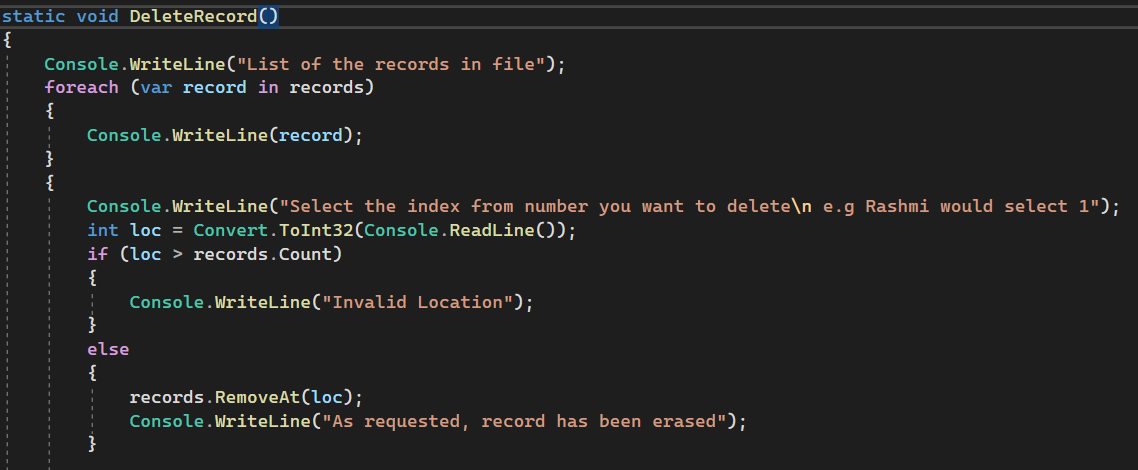 static void DeleteRecord()
{
    Console.WriteLine("List of the records in file");
    foreach (var record in records)
    {
        Console.WriteLine(record);
    }
    {
        Console.WriteLine("Select the index from number you want to delete\n e.g Rashmi would select 1");
        int loc = Convert.ToInt32(Console.ReadLine());
        if (loc > records.Count)
        {
            Console.WriteLine("Invalid Location");
        }
        else
        {
            records.RemoveAt(loc);
            Console.WriteLine("As requested, record has been erased");
        }